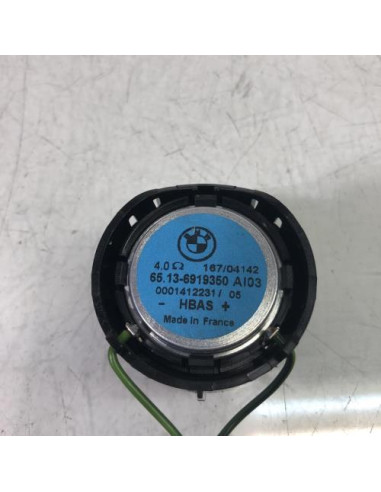 4.0 Ω 167/04142
65.13-6919350 AI03
0001412231/ 05
- HBAS +
Made in France